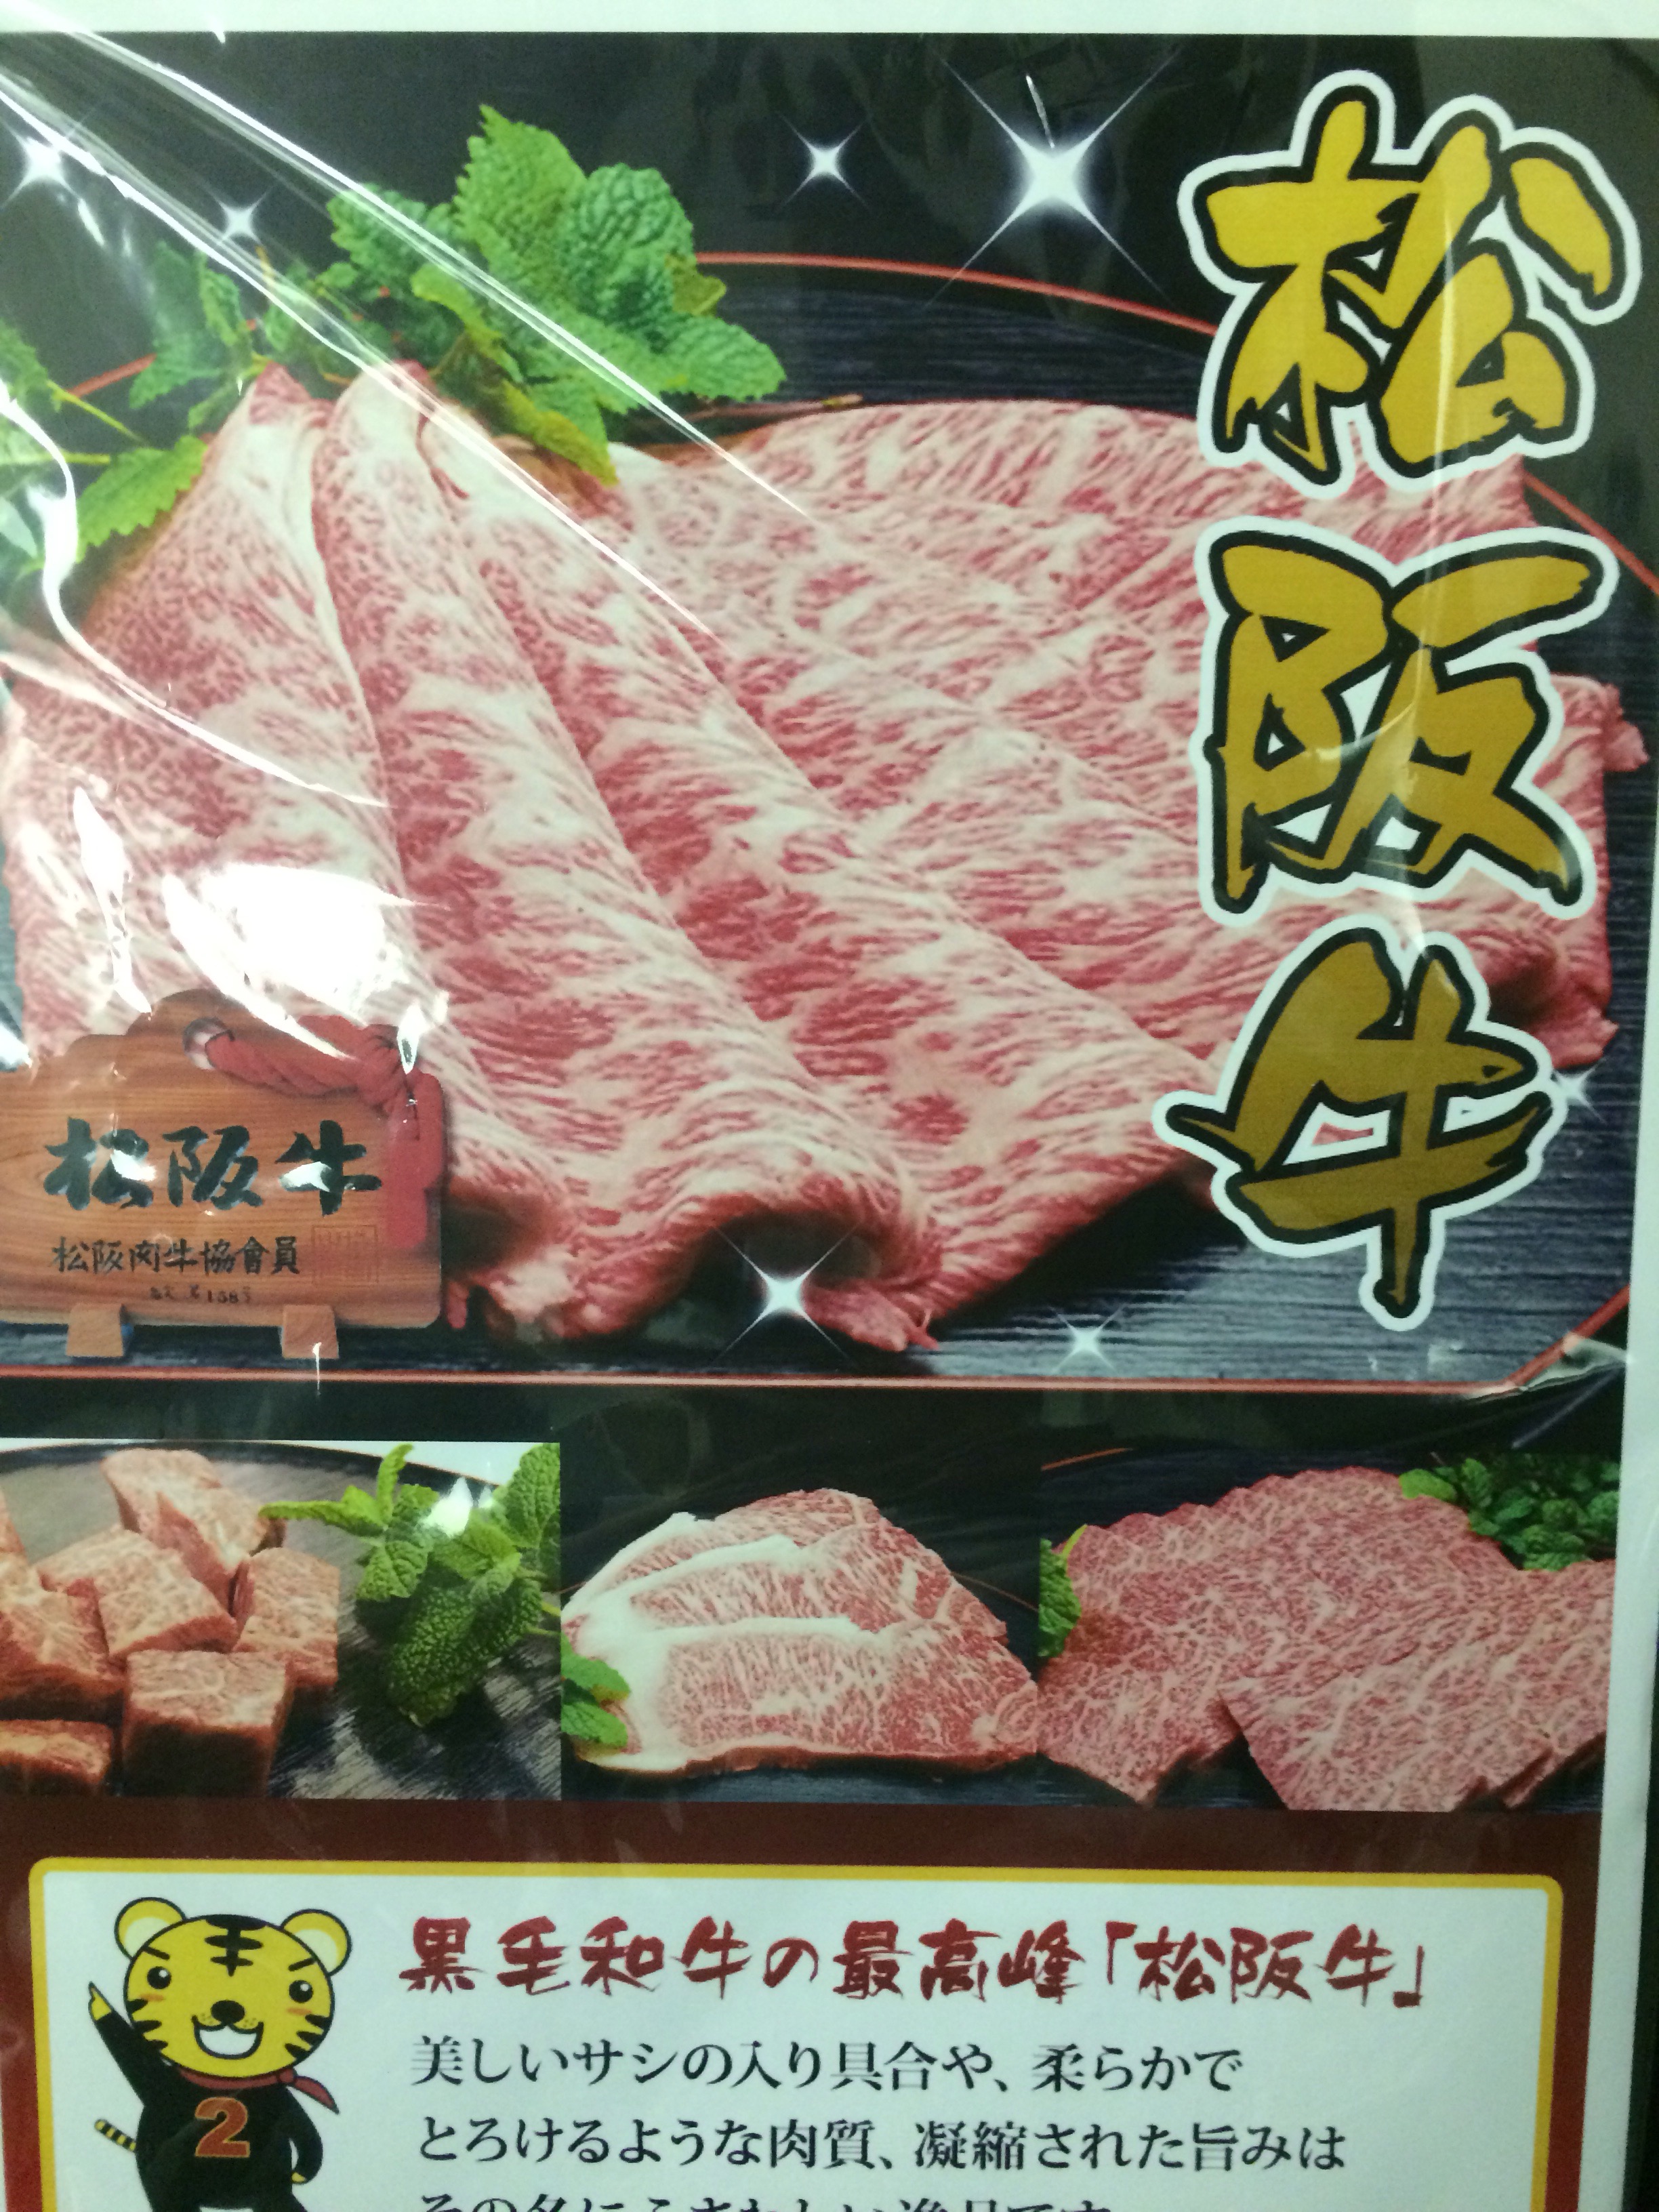 松阪牛
松阪牛
松阪肉牛協會員
黒毛和牛の最高峰「松阪牛」
2
美しいサシの入り具合や、柔らかで
とろけるような肉質、凝縮された旨みは